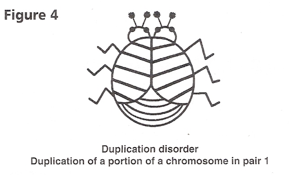 Figure 4
Duplication disorder
Duplication of a portion of a chromosome in pair 1